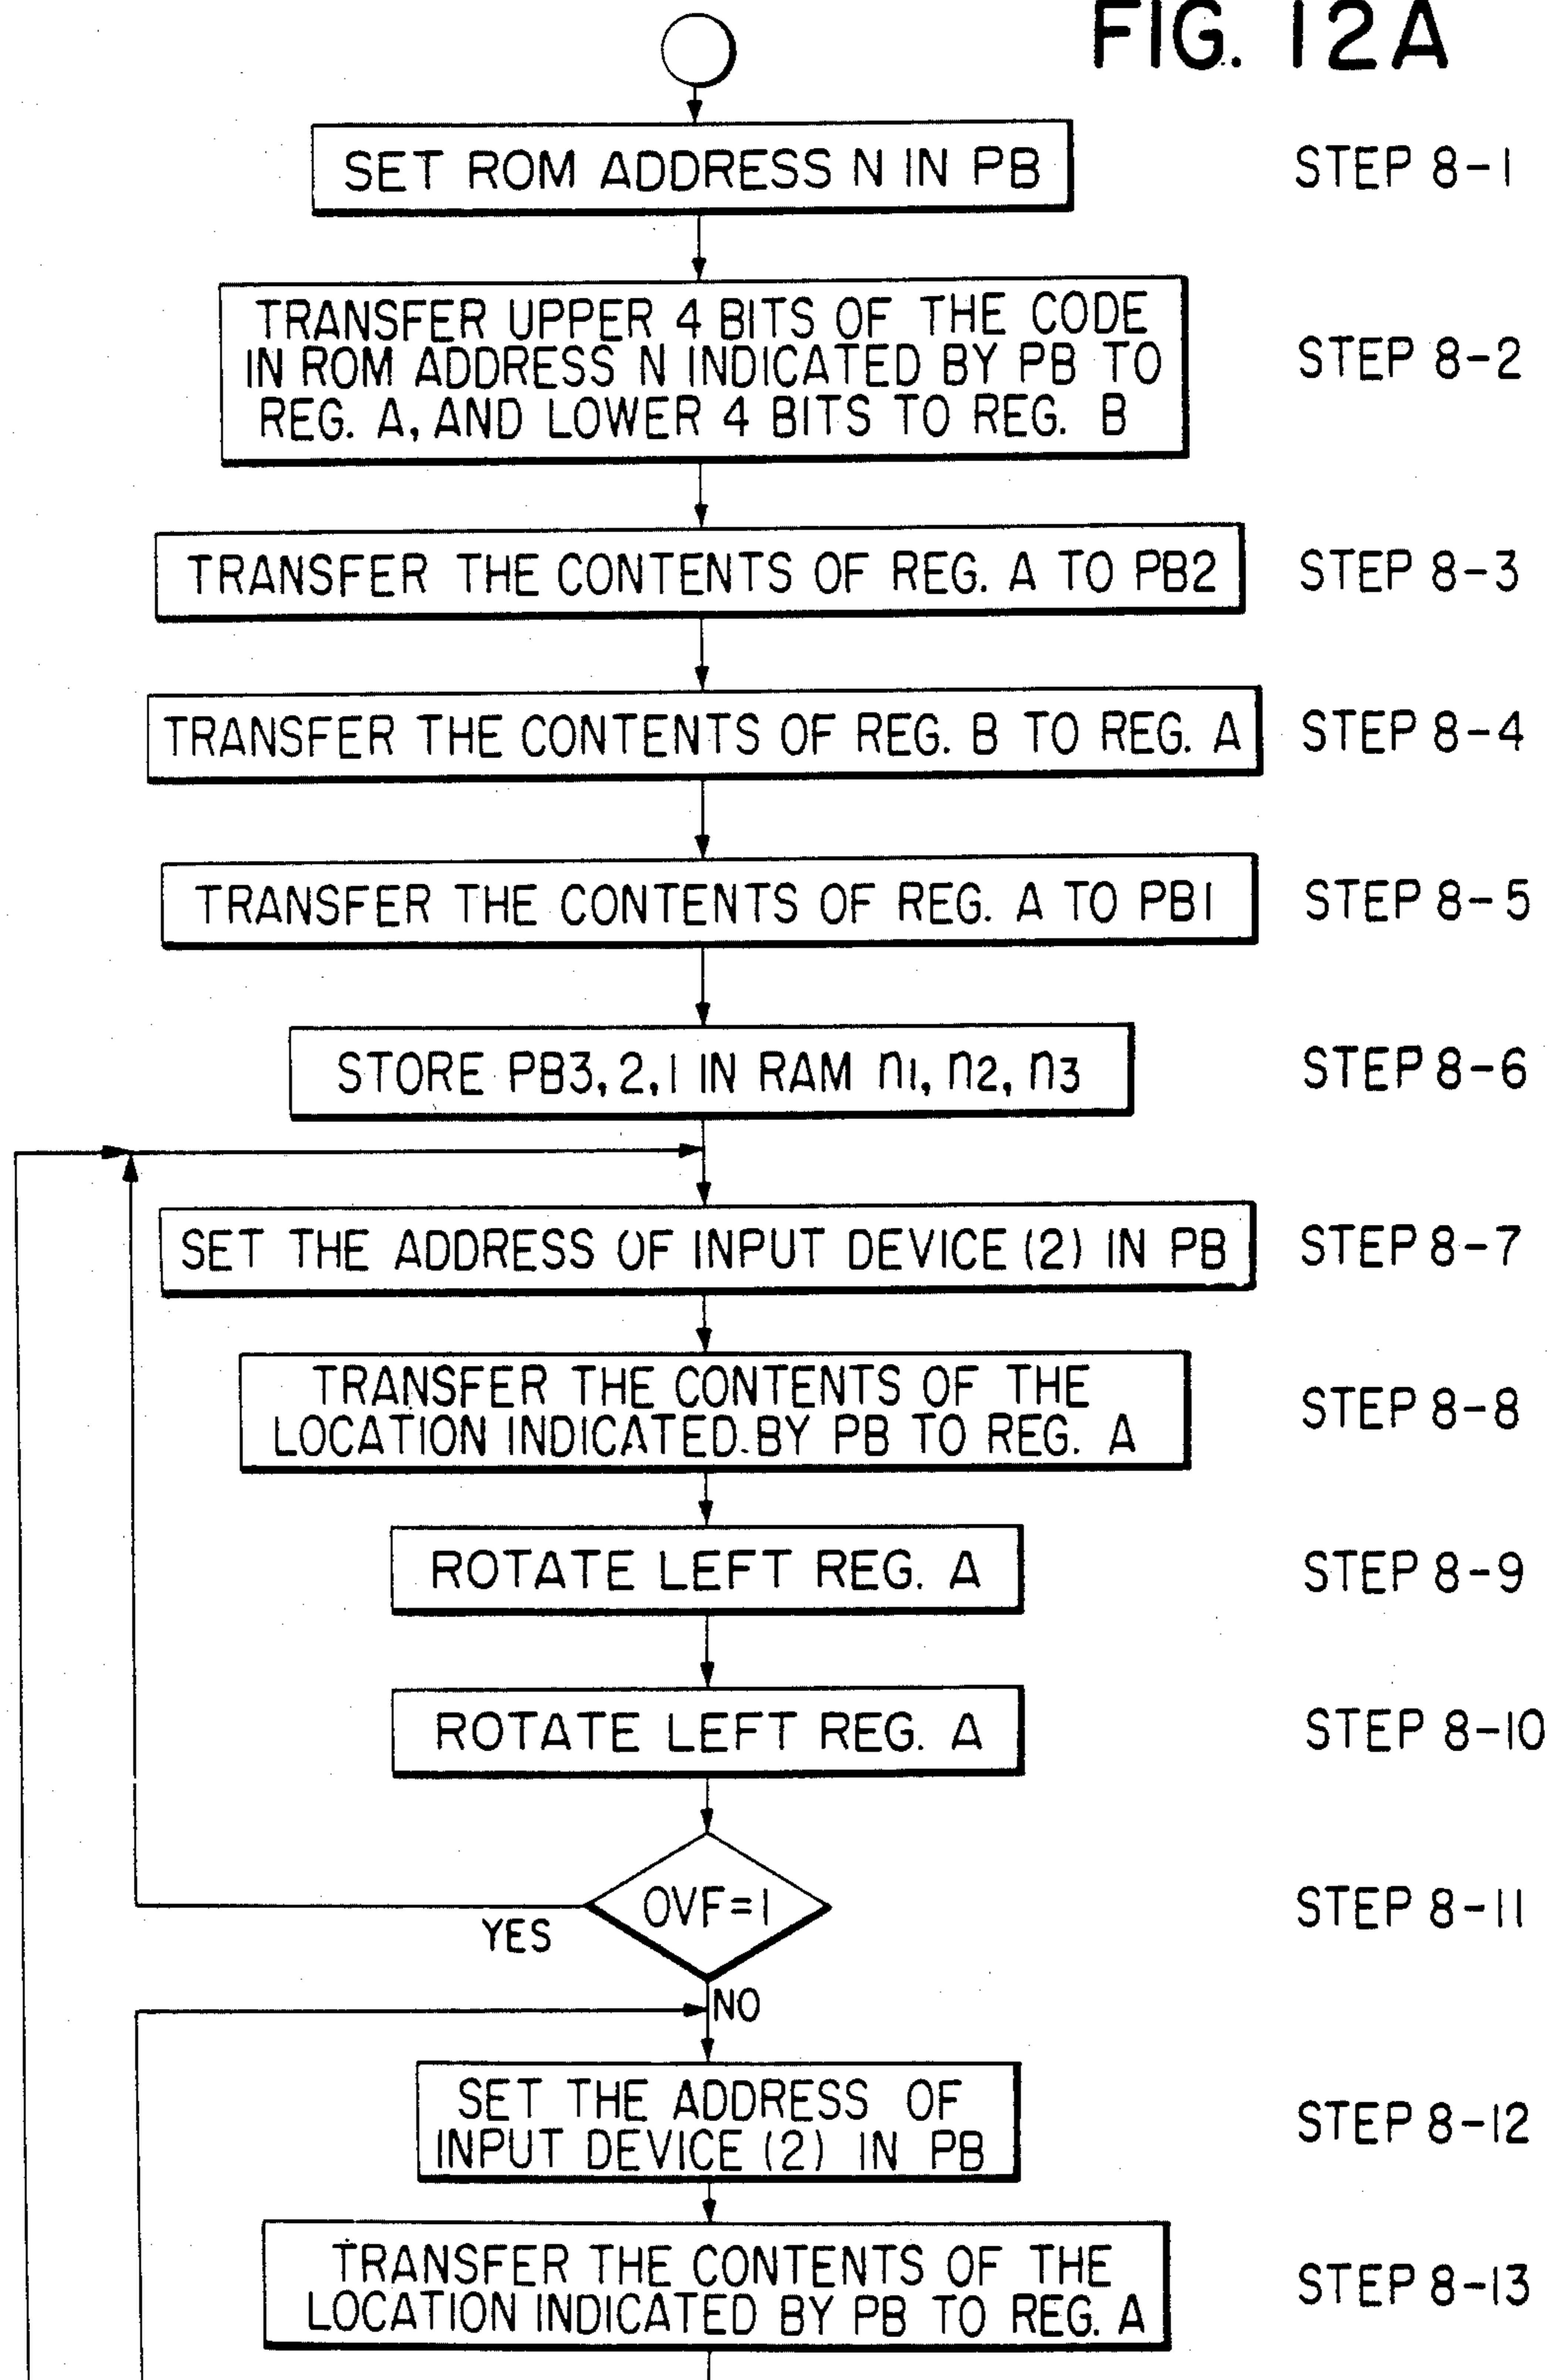 FIG. 12A
SET ROM ADDRESS N IN PB
STEP 8-1
TRANSFER UPPER 4 BITS OF THE CODE
IN ROM ADDRESS N INDICATED BY PB TO
REG. A, AND LOWER 4 BITS TO REG. B
STEP 8-2
TRANSFER THE CONTENTS OF REG. A TO PB2
STEP 8-3
TRANSFER THE CONTENTS OF REG. B TO REG. A
STEP 8-4
TRANSFER THE CONTENTS OF REG. A TO PB1
STEP 8-5
STORE PB3, 2, 1 IN RAM n1, n2, n3
STEP 8-6
SET THE ADDRESS OF INPUT DEVICE (2) IN PB
STEP 8-7
TRANSFER THE CONTENTS OF THE
LOCATION INDICATED BY PB TO REG. A
STEP 8-8
ROTATE LEFT REG. A
STEP 8-9
ROTATE LEFT REG. A
STEP 8-10
OVF=1
STEP 8-11
YES
NO
SET THE ADDRESS OF
INPUT DEVICE (2) IN PB
STEP 8-12
TRANSFER THE CONTENTS OF THE
LOCATION INDICATED BY PB TO REG. A
STEP 8-13